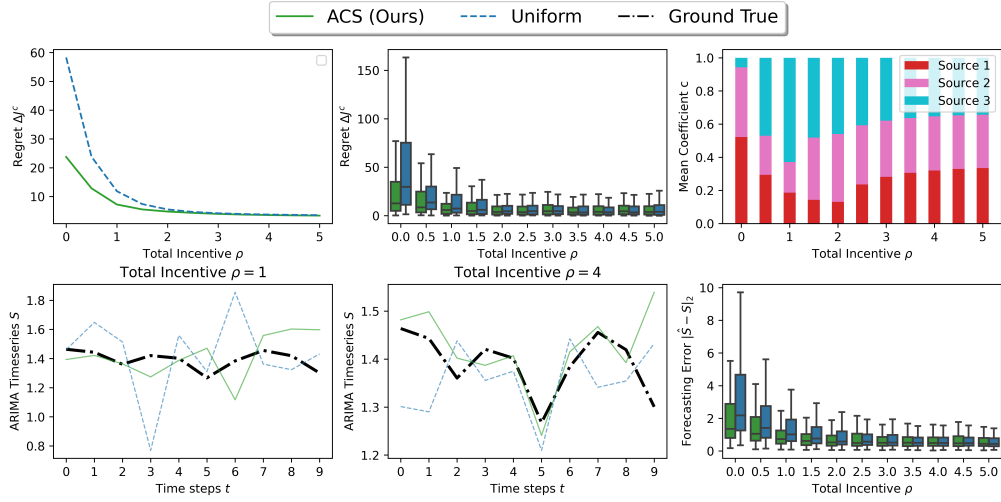 ACS (Ours) Uniform Ground True
60
50
40
30
20
10
Regret ΔJᶜ
0 1 2 3 4 5
Total Incentive ρ
150
100
50
0
Regret ΔJᶜ
0.0 0.5 1.0 1.5 2.0 2.5 3.0 3.5 4.0 4.5 5.0
Total Incentive ρ
1.0
0.8
0.6
0.4
0.2
0.0
Mean Coefficient c
Source 1
Source 2
Source 3
0 1 2 3 4 5
Total Incentive ρ
Total Incentive ρ = 1
1.8
1.6
1.4
1.2
1.0
0.8
ARIMA Timeseries S
0 1 2 3 4 5 6 7 8 9
Time steps t
Total Incentive ρ = 4
1.5
1.4
1.3
1.2
ARIMA Timeseries S
0 1 2 3 4 5 6 7 8 9
Time steps t
10
8
6
4
2
0
Forecasting Error |Ŝ − S|₂
0.0 0.5 1.0 1.5 2.0 2.5 3.0 3.5 4.0 4.5 5.0
Total Incentive ρ